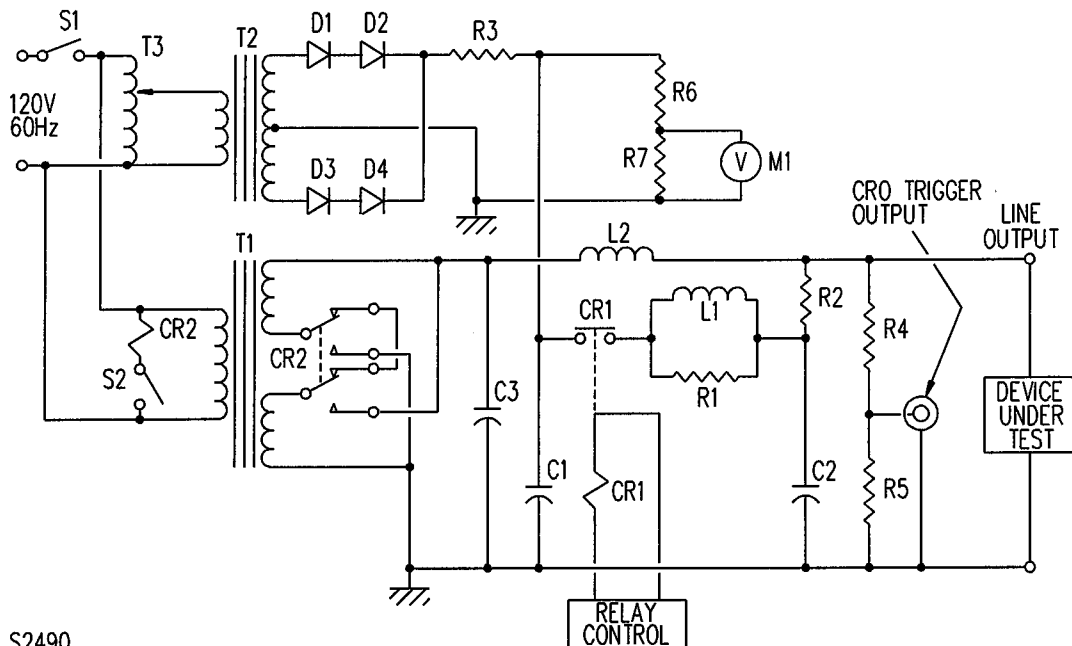 S1
T3
T2
D1
D2
R3
120V
60Hz
R6
R7
V
M1
D3
D4
CRO TRIGGER
OUTPUT
LINE
OUTPUT
T1
L2
CR2
S2
CR2
C3
CR1
L1
R1
R2
R4
DEVICE
UNDER
TEST
C1
CR1
C2
R5
RELAY
CONTROL
S2490